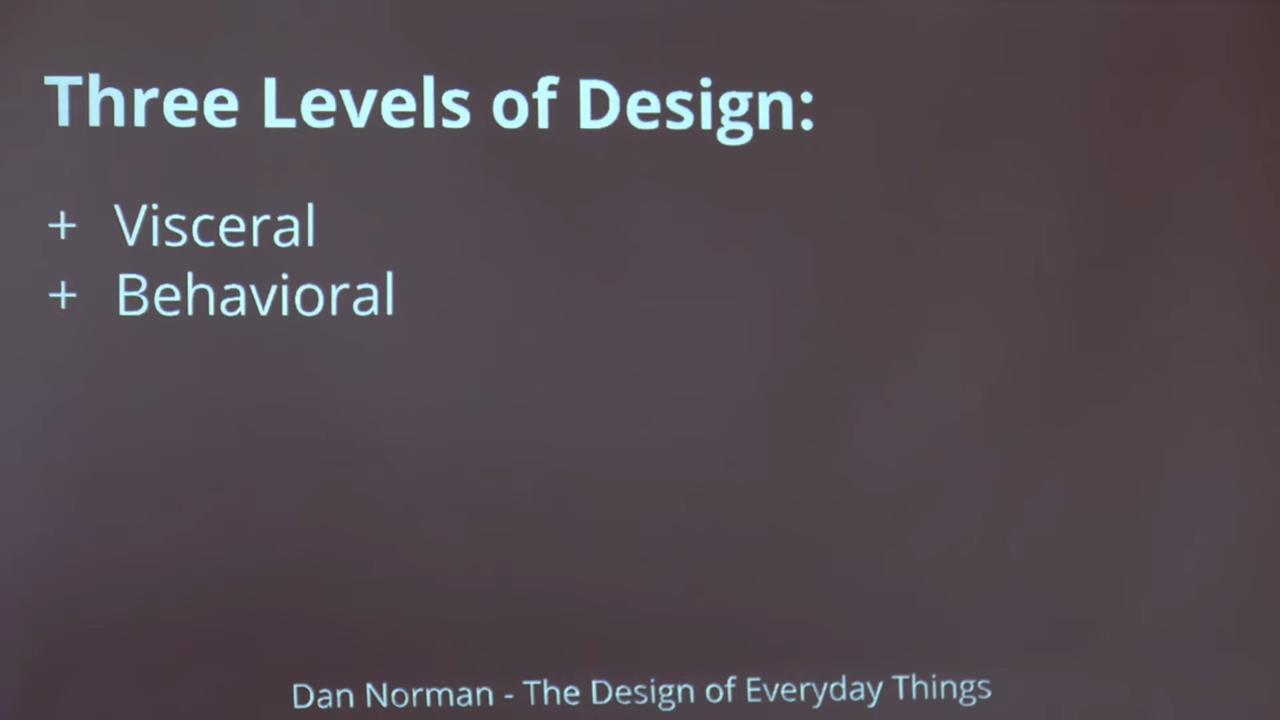 Three Levels of Design:
+ Visceral
+ Behavioral
Dan Norman - The Design of Everyday Things